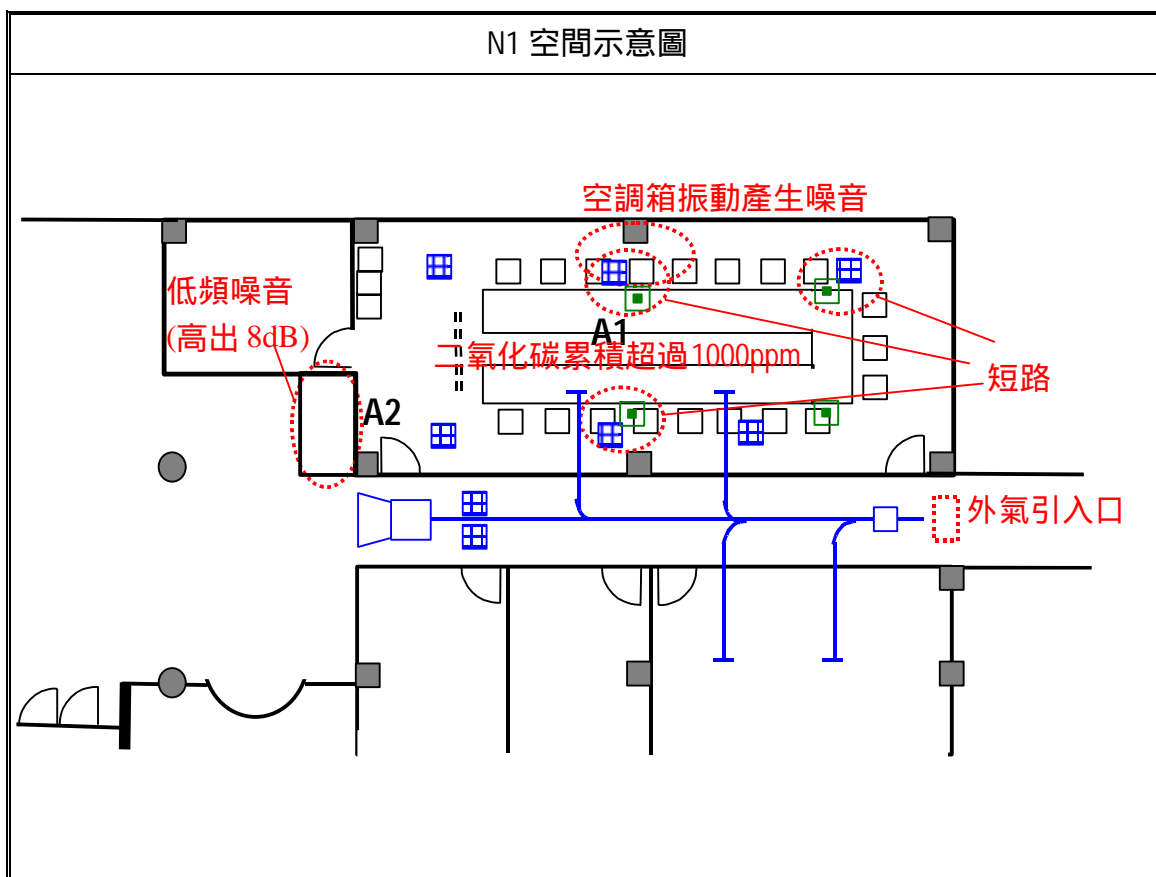 N1 空間示意圖
空調箱振動產生噪音
低頻噪音
(高出 8dB)
A1
二氧化碳累積超過1000ppm
短路
A2
外氣引入口